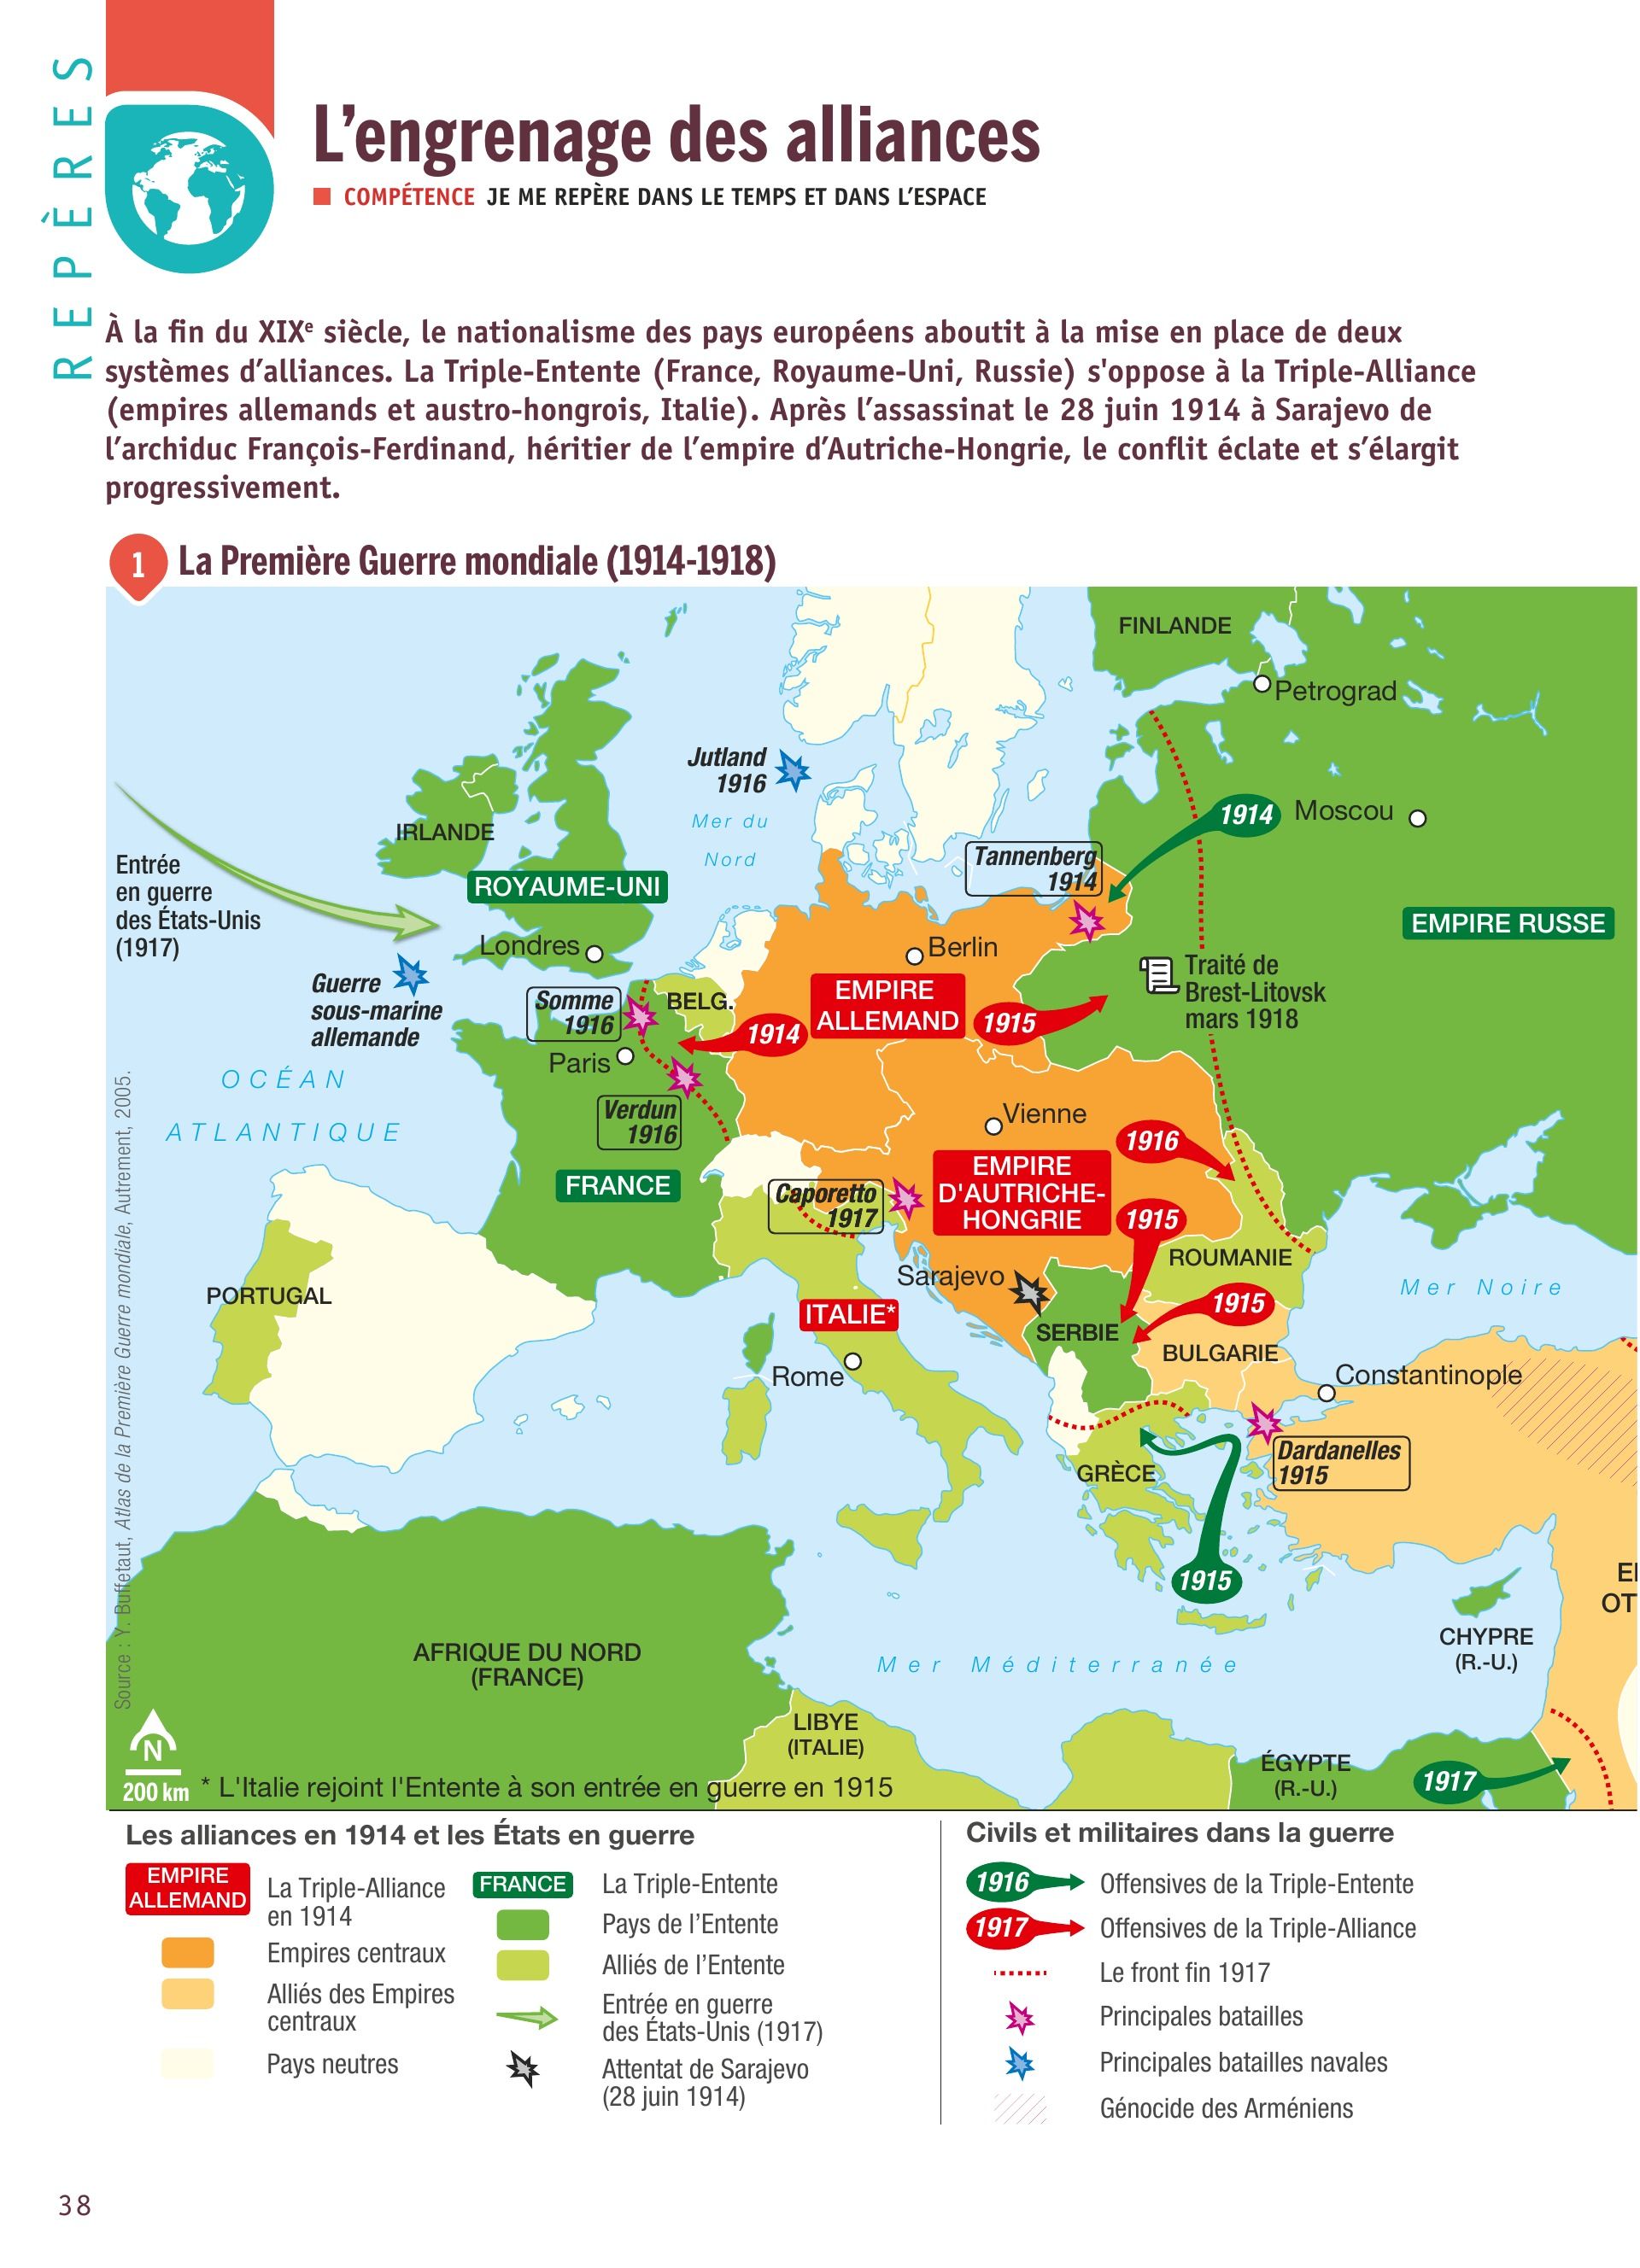 REPÈRES
L'engrenage des alliances
COMPÉTENCE JE ME REPÈRE DANS LE TEMPS ET DANS L'ESPACE
À la fin du XIXe siècle, le nationalisme des pays européens aboutit à la mise en place de deux
systèmes d'alliances. La Triple-Entente (France, Royaume-Uni, Russie) s'oppose à la Triple-Alliance
(empires allemands et austro-hongrois, Italie). Après l'assassinat le 28 juin 1914 à Sarajevo de
l'archiduc François-Ferdinand, héritier de l'empire d'Autriche-Hongrie, le conflit éclate et s'élargit
progressivement.
1 La Première Guerre mondiale (1914-1918)
FINLANDE
Petrograd
Jutland
1916
Mer du
Nord
1914
Moscou
IRLANDE
Entrée
en guerre
des États-Unis
(1917)
ROYAUME-UNI
Tannenberg
1914
EMPIRE RUSSE
Londres
Berlin
Guerre
sous-marine
allemande
Somme
1916
BELG.
EMPIRE
ALLEMAND
1914
1915
Traité de
Brest-Litovsk
mars 1918
Paris
OCÉAN
ATLANTIQUE
Verdun
1916
Vienne
1916
FRANCE
Caporetto
1917
EMPIRE
D'AUTRICHE-
HONGRIE
1915
ROUMANIE
Sarajevo
Mer Noire
PORTUGAL
ITALIE*
1915
SERBIE
BULGARIE
Rome
Constantinople
Dardanelles
1915
GRÈCE
1915
EI
OT
CHYPRE
(R.-U.)
AFRIQUE DU NORD
(FRANCE)
Mer Méditerranée
LIBYE
(ITALIE)
ÉGYPTE
(R.-U.)
1917
Source : Y. Buffetaut, Atlas de la Première Guerre mondiale, Autrement, 2005.
N
200 km
* L'Italie rejoint l'Entente à son entrée en guerre en 1915
Les alliances en 1914 et les États en guerre
EMPIRE
ALLEMAND
La Triple-Alliance
en 1914
Empires centraux
Alliés des Empires
centraux
Pays neutres
FRANCE
La Triple-Entente
Pays de l'Entente
Alliés de l'Entente
Entrée en guerre
des États-Unis (1917)
Attentat de Sarajevo
(28 juin 1914)
Civils et militaires dans la guerre
1916 Offensives de la Triple-Entente
1917 Offensives de la Triple-Alliance
Le front fin 1917
Principales batailles
Principales batailles navales
Génocide des Arméniens
38